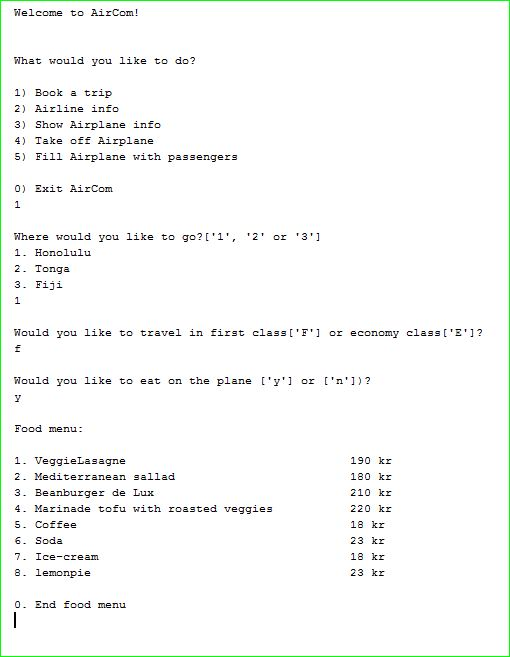 Welcome to AirCom!
What would you like to do?
1) Book a trip
2) Airline info
3) Show Airplane info
4) Take off Airplane
5) Fill Airplane with passengers
0) Exit AirCom
1
Where would you like to go?['1', '2' or '3']
1. Honolulu
2. Tonga
3. Fiji
1
Would you like to travel in first class['F'] or economy class['E']?
f
Would you like to eat on the plane ['y'] or ['n'])?
y
Food menu:
1. VeggieLasagne 190 kr
2. Mediterranean sallad 180 kr
3. Beanburger de Lux 210 kr
4. Marinade tofu with roasted veggies 220 kr
5. Coffee 18 kr
6. Soda 23 kr
7. Ice-cream 18 kr
8. lemonpie 23 kr
0. End food menu